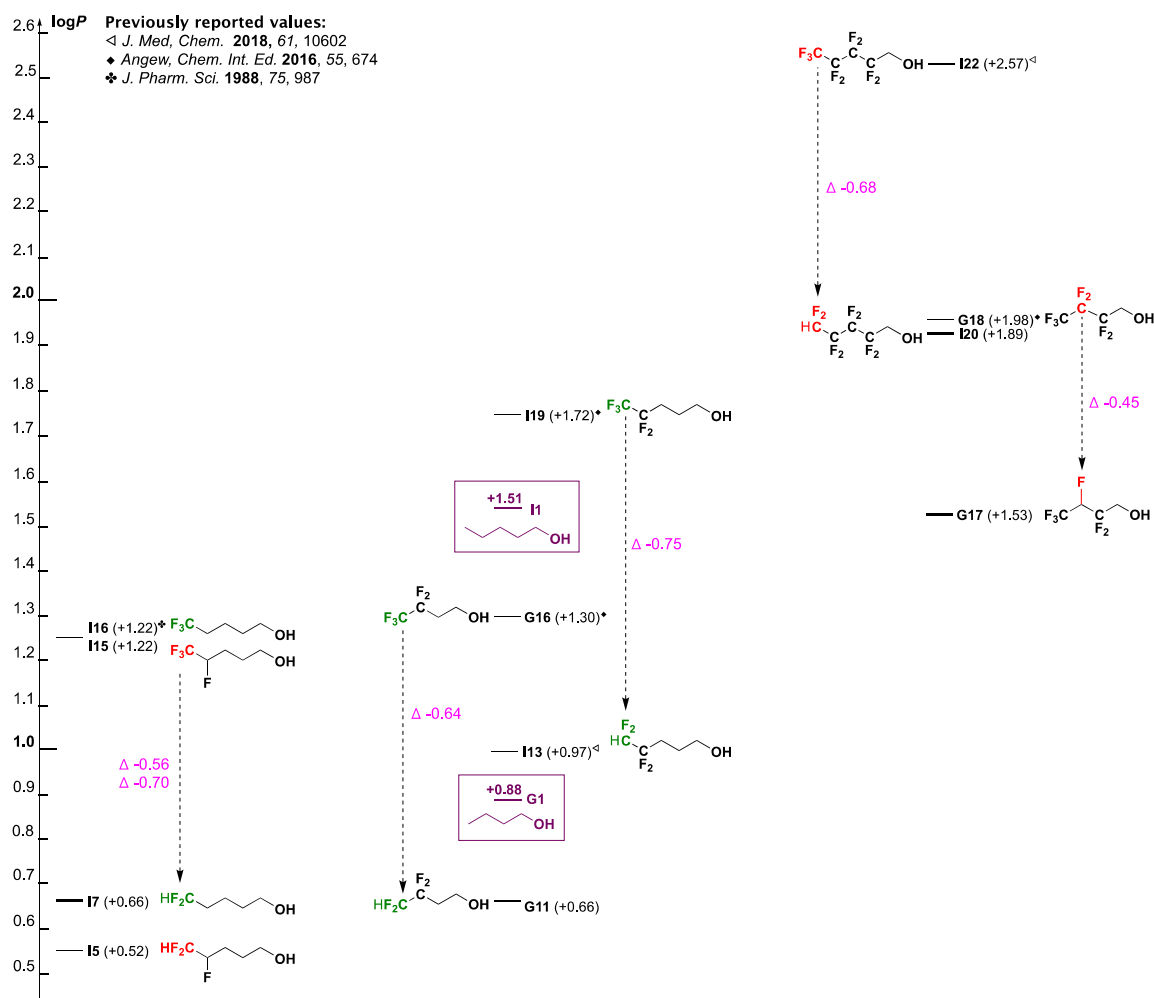 logP
Previously reported values:
◁ J. Med, Chem. 2018, 61, 10602
◆ Angew, Chem. Int. Ed. 2016, 55, 674
✤ J. Pharm. Sci. 1988, 75, 987
2.6
2.5
2.4
2.3
2.2
2.1
2.0
1.9
1.8
1.7
1.6
1.5
1.4
1.3
1.2
1.1
1.0
0.9
0.8
0.7
0.6
0.5
F3C F2 F2 F2 F2 OH
I22 (+2.57)◁
Δ -0.68
F2 HC F2 F2 F2 OH
G18 (+1.98)◆
I20 (+1.89)
F2 F3C C C F2 OH
Δ -0.45
G17 (+1.53)
F F3C C F2 OH
I19 (+1.72)◆
F3C C F2 OH
Δ -0.75
+1.51
I1
OH
I16 (+1.22)✤ F3C OH
I15 (+1.22) F3C F OH
Δ -0.56
Δ -0.70
F2 F3C C OH
G16 (+1.30)◆
Δ -0.64
I13 (+0.97)◁
F2 HC C F2 OH
+0.88
G1
OH
I7 (+0.66) HF2C OH
I5 (+0.52) HF2C F OH
F2 HF2C C OH
G11 (+0.66)